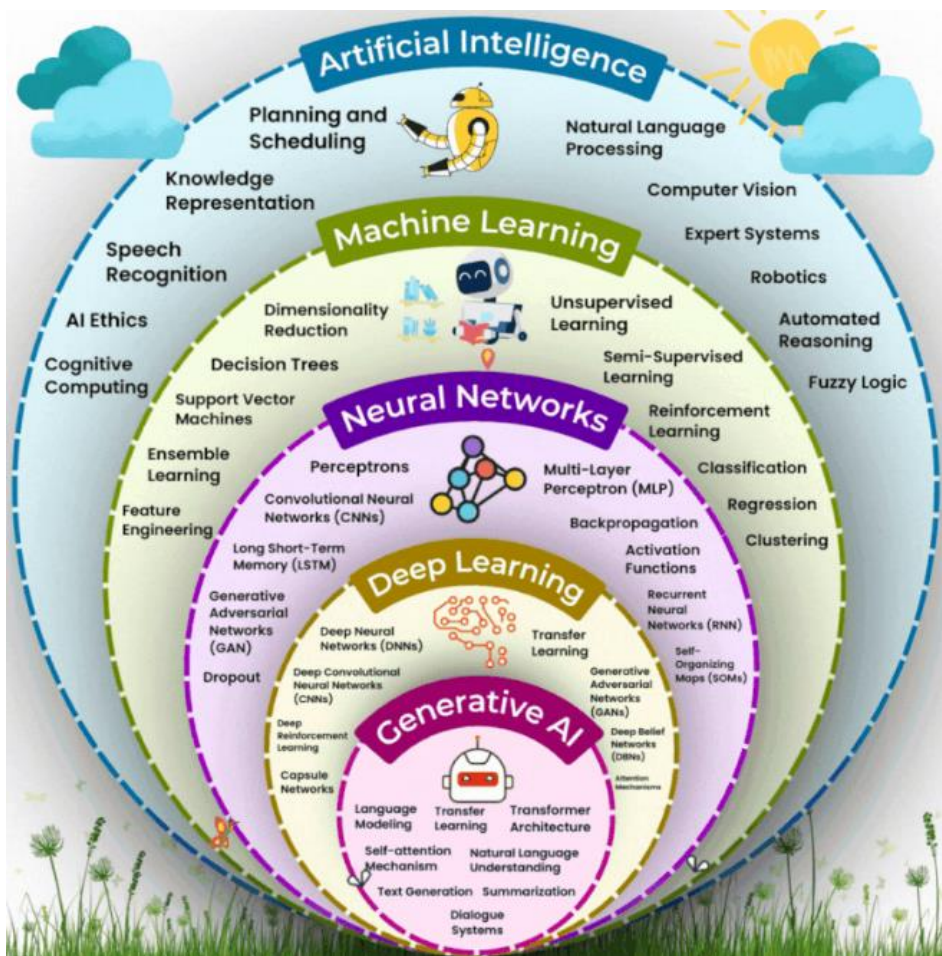 Artificial Intelligence
Planning and
Scheduling
Natural Language
Processing
Knowledge
Representation
Computer Vision
Speech
Recognition
Expert Systems
Robotics
AI Ethics
Automated
Reasoning
Cognitive
Computing
Fuzzy Logic
Machine Learning
Dimensionality
Reduction
Unsupervised
Learning
Decision Trees
Semi-Supervised
Learning
Support Vector
Machines
Reinforcement
Learning
Ensemble
Learning
Classification
Feature
Engineering
Regression
Clustering
Neural Networks
Perceptrons
Multi-Layer
Perceptron (MLP)
Convolutional Neural
Networks (CNNs)
Backpropagation
Long Short-Term
Memory (LSTM)
Activation
Functions
Generative
Adversarial
Networks
(GAN)
Recurrent
Neural
Networks (RNN)
Dropout
Self-
Organizing
Maps (SOMs)
Deep Learning
Deep Neural
Networks (DNNs)
Transfer
Learning
Deep Convolutional
Neural Networks
(CNNs)
Generative
Adversarial
Networks
(GANs)
Deep
Reinforcement
Learning
Deep Belief
Networks
(DBNs)
Capsule
Networks
Attention
Mechanisms
Generative AI
Language
Modeling
Transfer
Learning
Transformer
Architecture
Self-attention
Mechanism
Natural Language
Understanding
Text Generation
Summarization
Dialogue
Systems